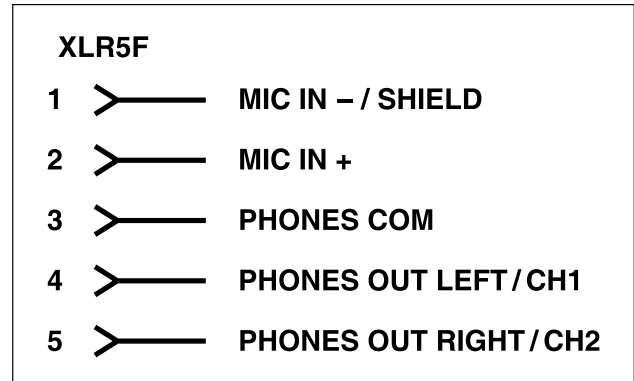 XLR5F
1 MIC IN – / SHIELD
2 MIC IN +
3 PHONES COM
4 PHONES OUT LEFT / CH1
5 PHONES OUT RIGHT / CH2